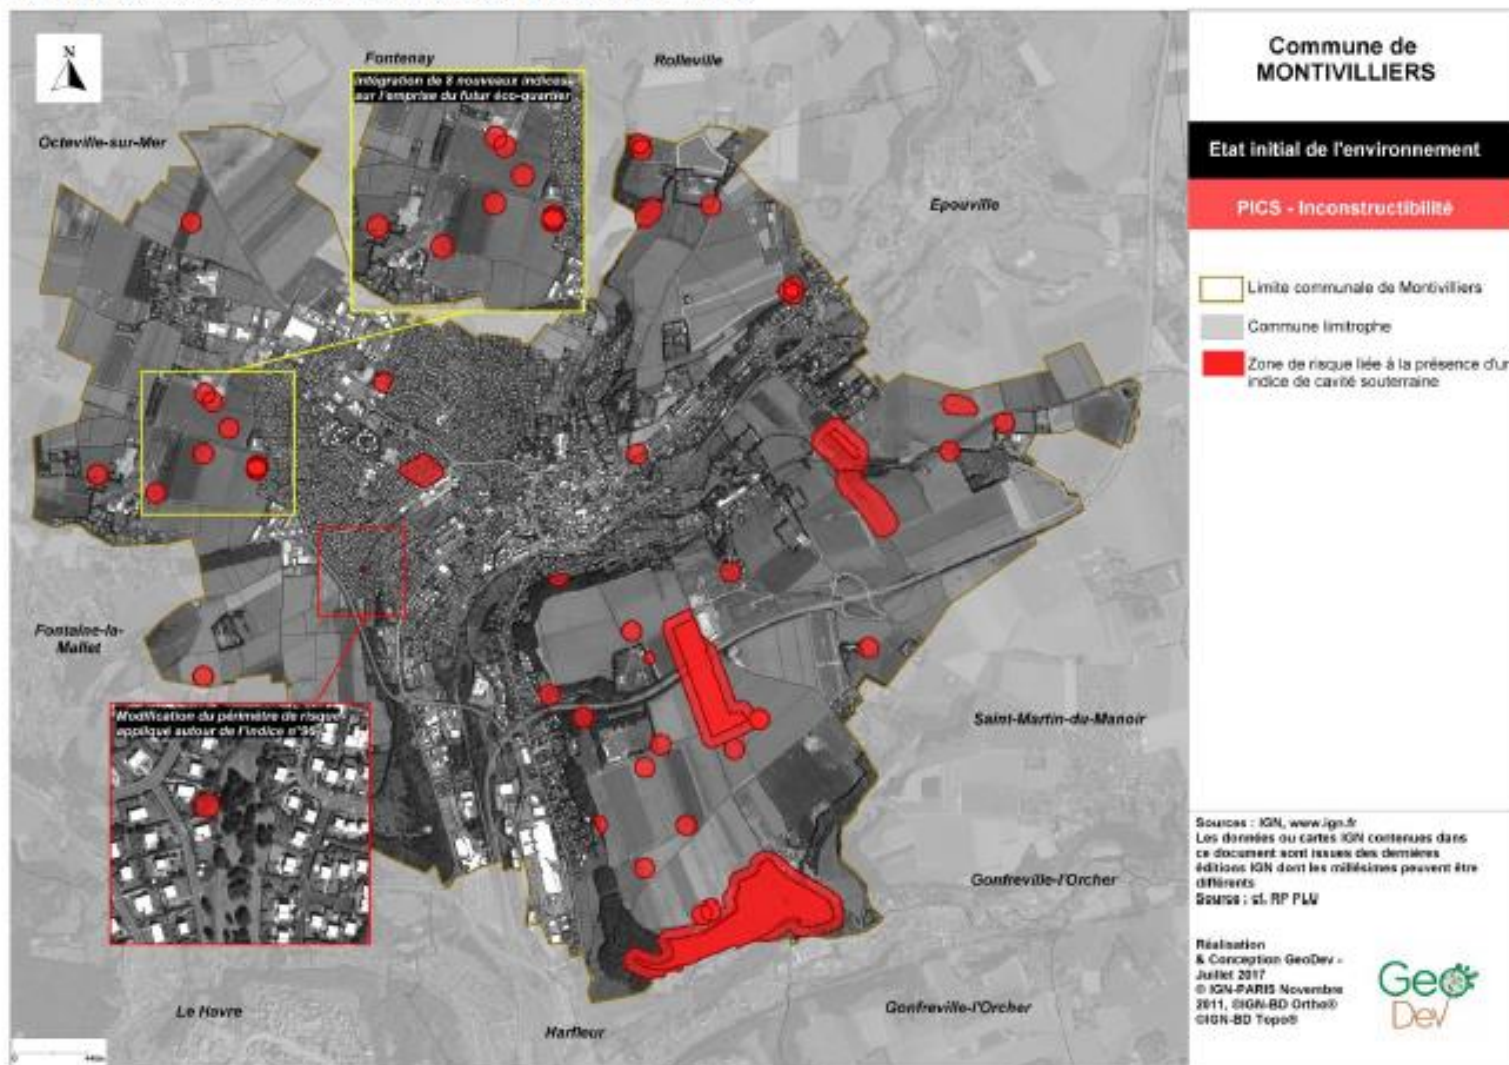 N
Fontenay
Rolleville
Octeville-sur-Mer
Epouville
Intégration de 8 nouveaux indices
sur l'emprise du futur éco-quartier
Fontaine-la-
Mallet
Modification du périmètre de risque
appliqué autour de l'indice n°96
Saint-Martin-du-Manoir
Gonfreville-l'Orcher
Gonfreville-l'Orcher
Le Havre
Harfleur
0
Commune de
MONTIVILLIERS
Etat initial de l'environnement
PICS - Inconstructibilité
Limite communale de Montivilliers
Commune limitrophe
Zone de risque liée à la présence d'un
indice de cavité souterraine
Sources : IGN, www.ign.fr
Les données ou cartes IGN contenues dans
ce document sont issues des dernières
éditions IGN dont les millésimes peuvent être
différents
Source : cf. RP PLU
Réalisation
& Conception GeoDev -
Juillet 2017
© IGN-PARIS Novembre
2011, ©IGN-BD Ortho®
©IGN-BD Topo®
Geo
Dev